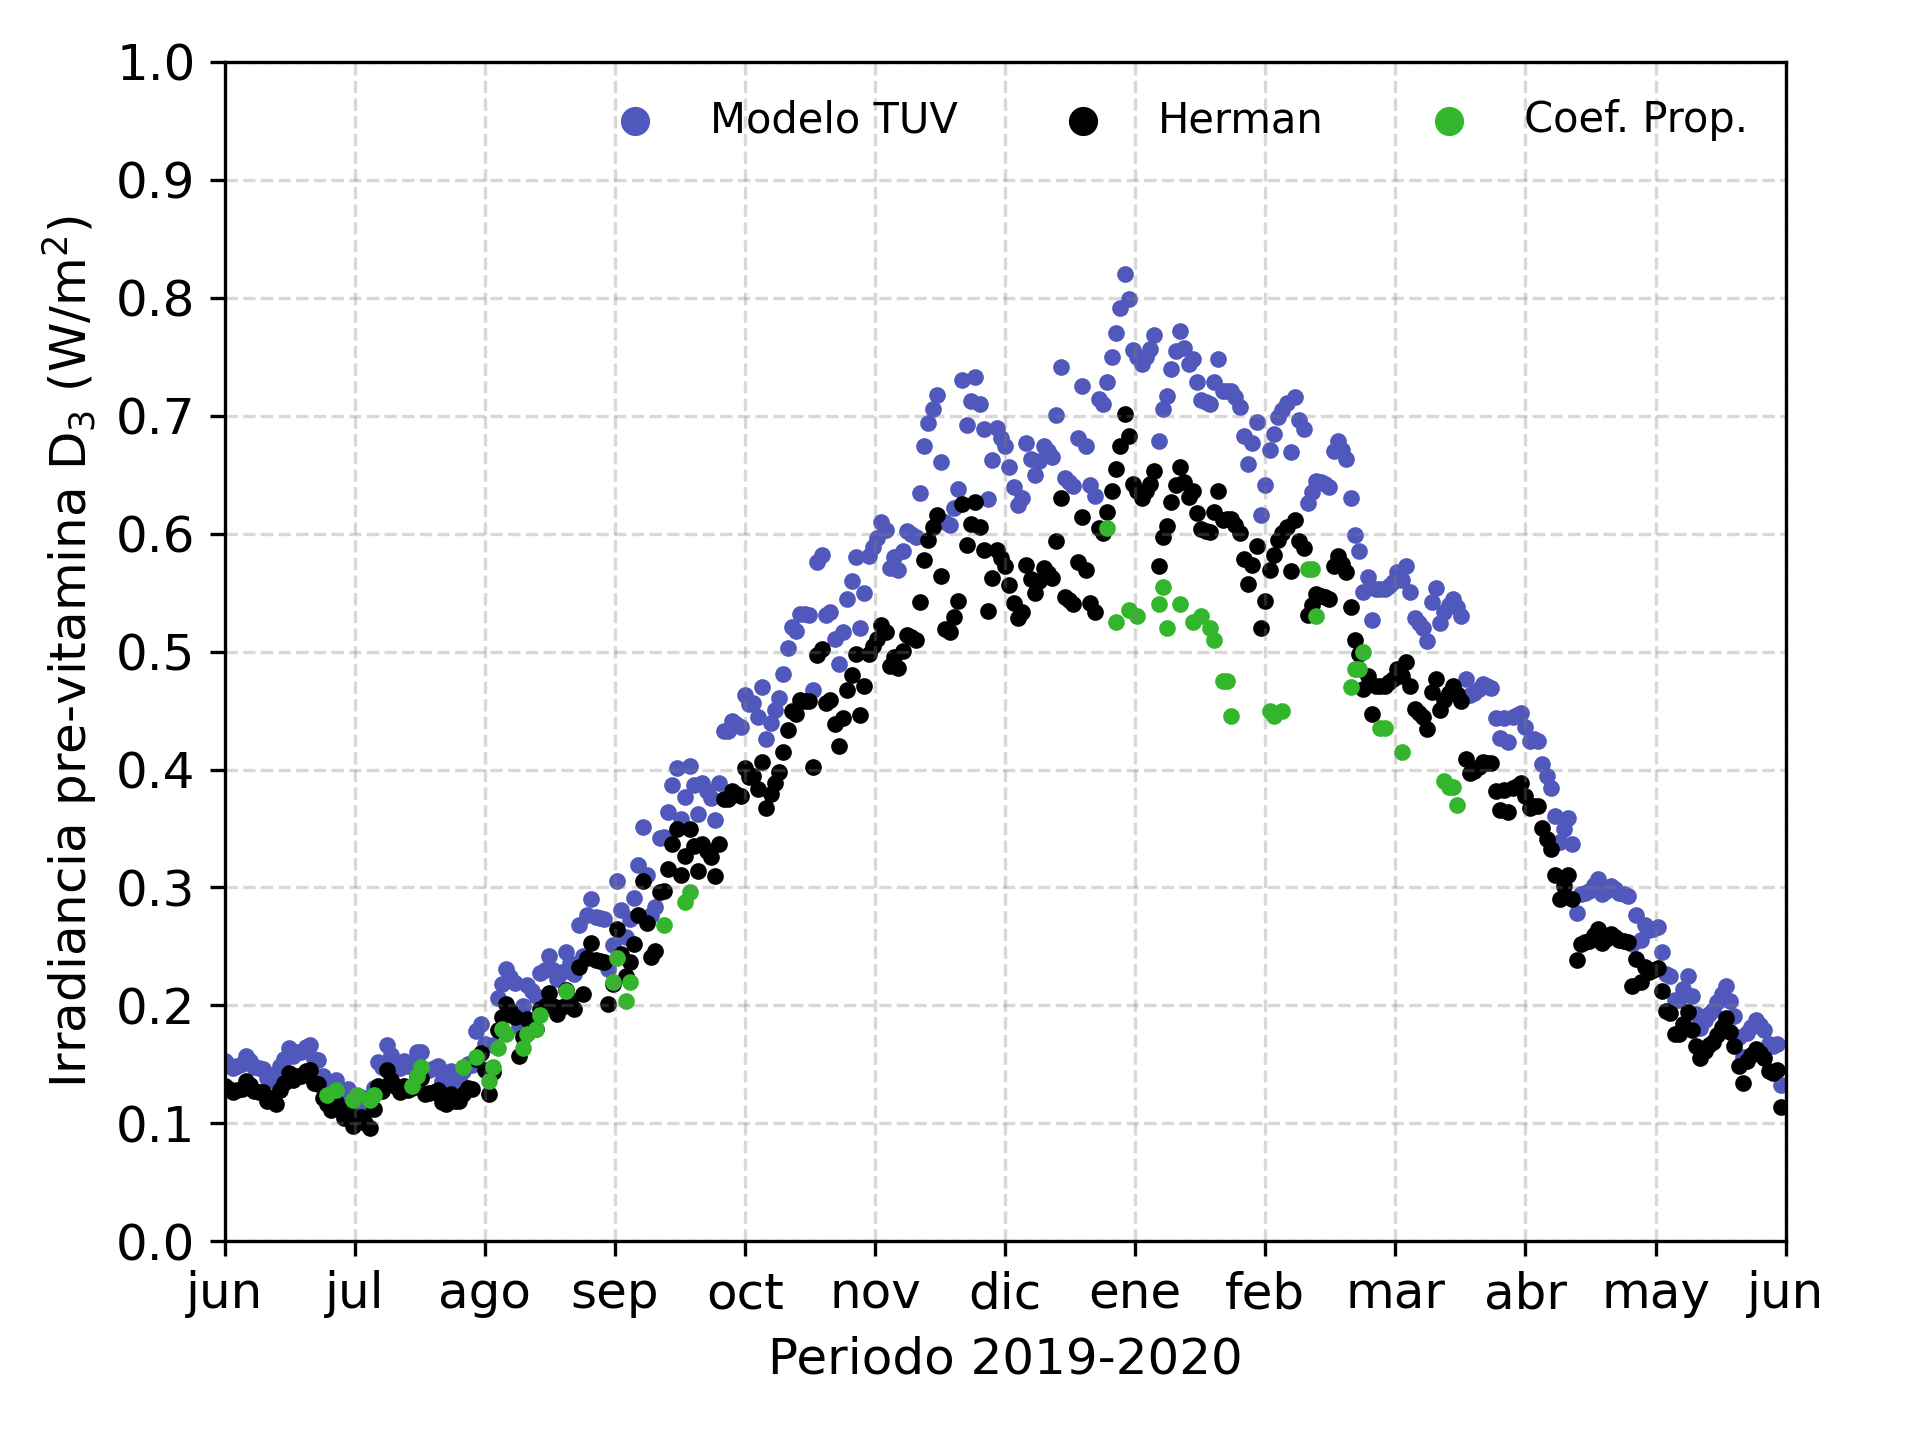 Modelo TUV Herman Coef. Prop.
1.0
0.9
0.8
0.7
0.6
0.5
0.4
0.3
0.2
0.1
0.0
Irradiancia pre-vitamina D₃ (W/m²)
jun jul ago sep oct nov dic ene feb mar abr may jun
Periodo 2019-2020